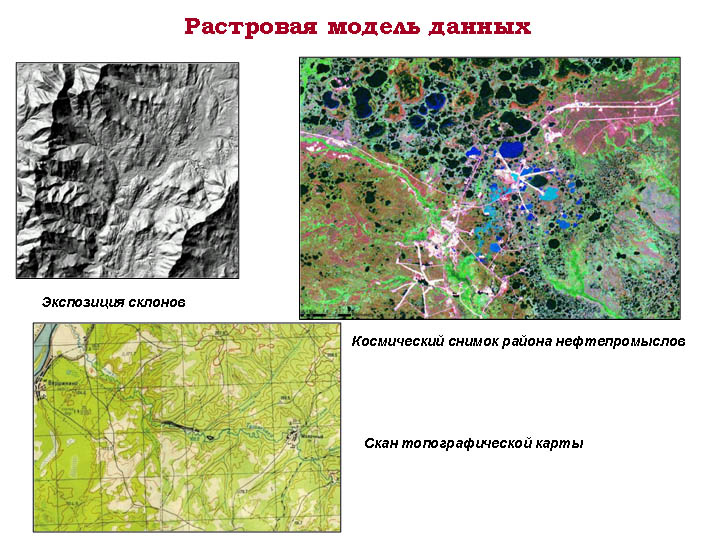 Растровая модель данных
Экспозиция склонов
Космический снимок района нефтепромыслов
Скан топографической карты